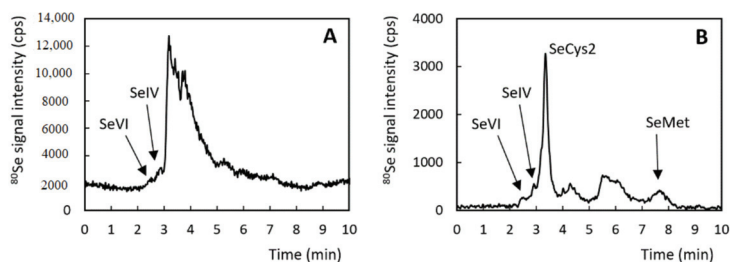 A
⁸⁰Se signal intensity (cps)
14,000
12,000
10,000
8000
6000
4000
2000
0
SeIV
SeVI
0 1 2 3 4 5 6 7 8 9 10
Time (min)
B
⁸⁰Se signal intensity (cps)
4000
3000
2000
1000
0
SeCys2
SeIV
SeVI
SeMet
0 1 2 3 4 5 6 7 8 9 10
Time (min)